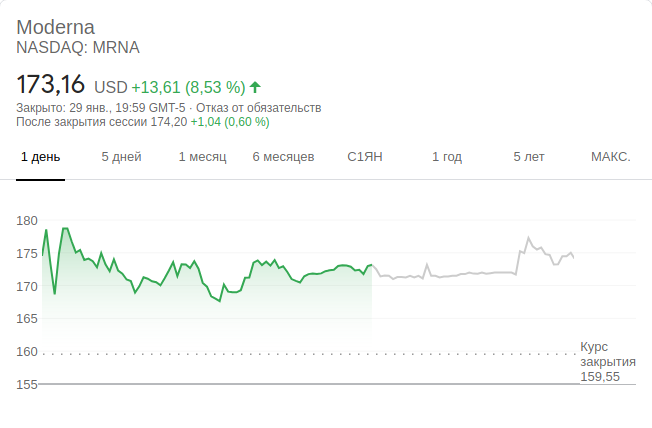 Moderna
NASDAQ: MRNA
173,16 USD +13,61 (8,53 %)
Закрыто: 29 янв., 19:59 GMT-5 · Отказ от обязательств
После закрытия сессии 174,20 +1,04 (0,60 %)
1 день 5 дней 1 месяц 6 месяцев С1ЯН 1 год 5 лет МАКС.
180
175
170
165
160
155
Курс
закрытия
159,55